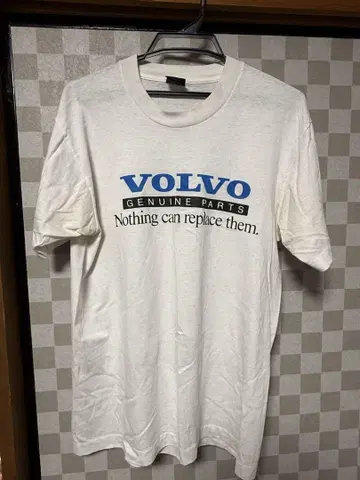 VOLVO
GENUINE PARTS
Nothing can replace them.